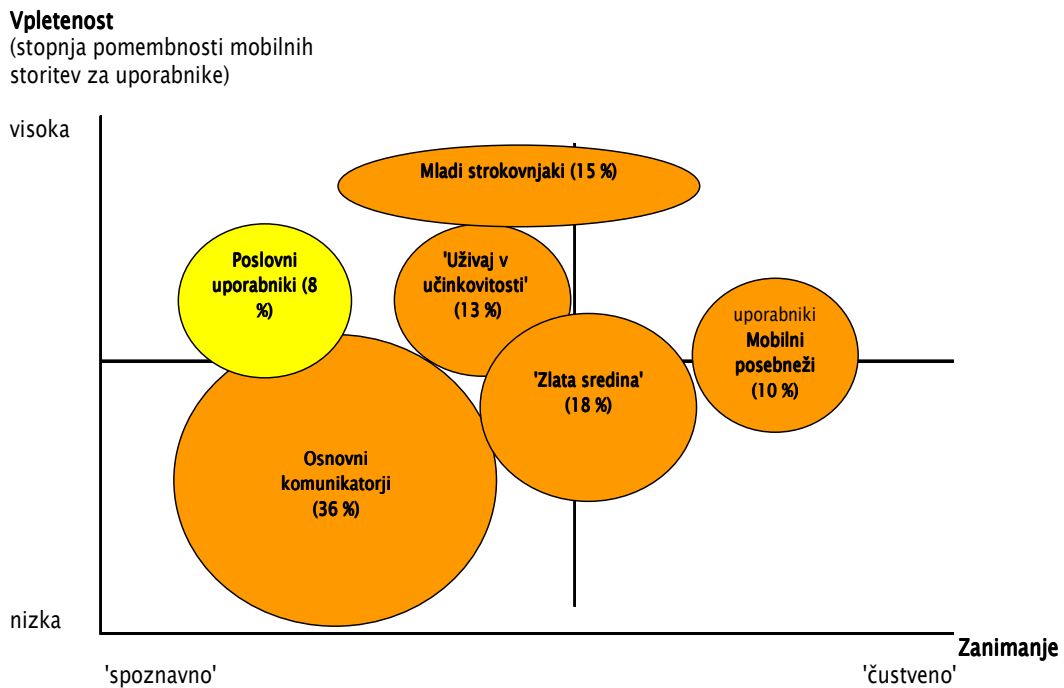 Vpletenost
(stopnja pomembnosti mobilnih
storitev za uporabnike)
visoka
Mladi strokovnjaki (15 %)
Poslovni
uporabniki (8
%)
'Uživaj v
učinkovitosti'
(13 %)
uporabniki
Mobilni
posebneži
(10 %)
'Zlata sredina'
(18 %)
Osnovni
komunikatorji
(36 %)
nizka
Zanimanje
'spoznavno'
'čustveno'